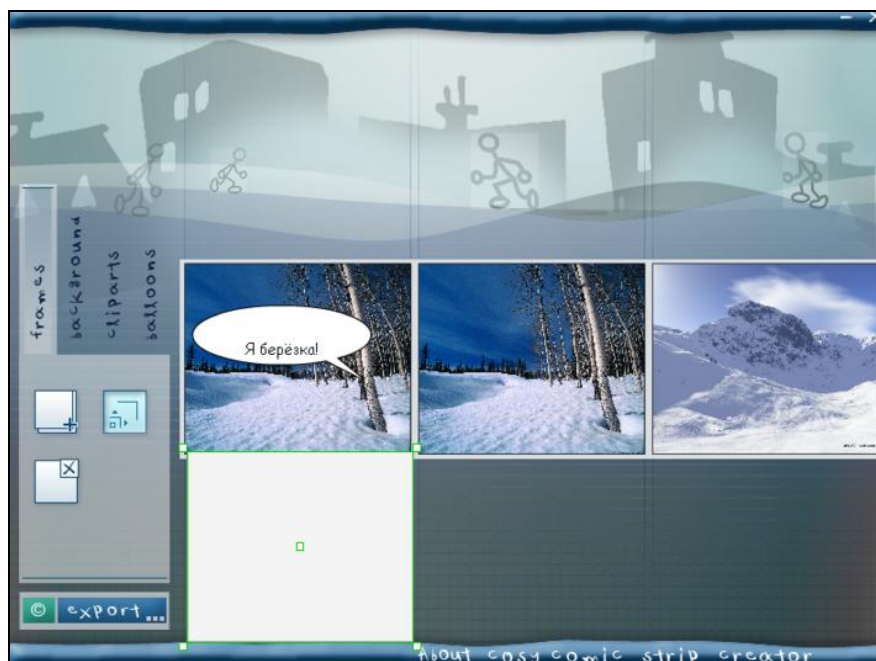 frames
background
cliparts
balloons
Я берёзка!
© export...
About cosy comic strip creator